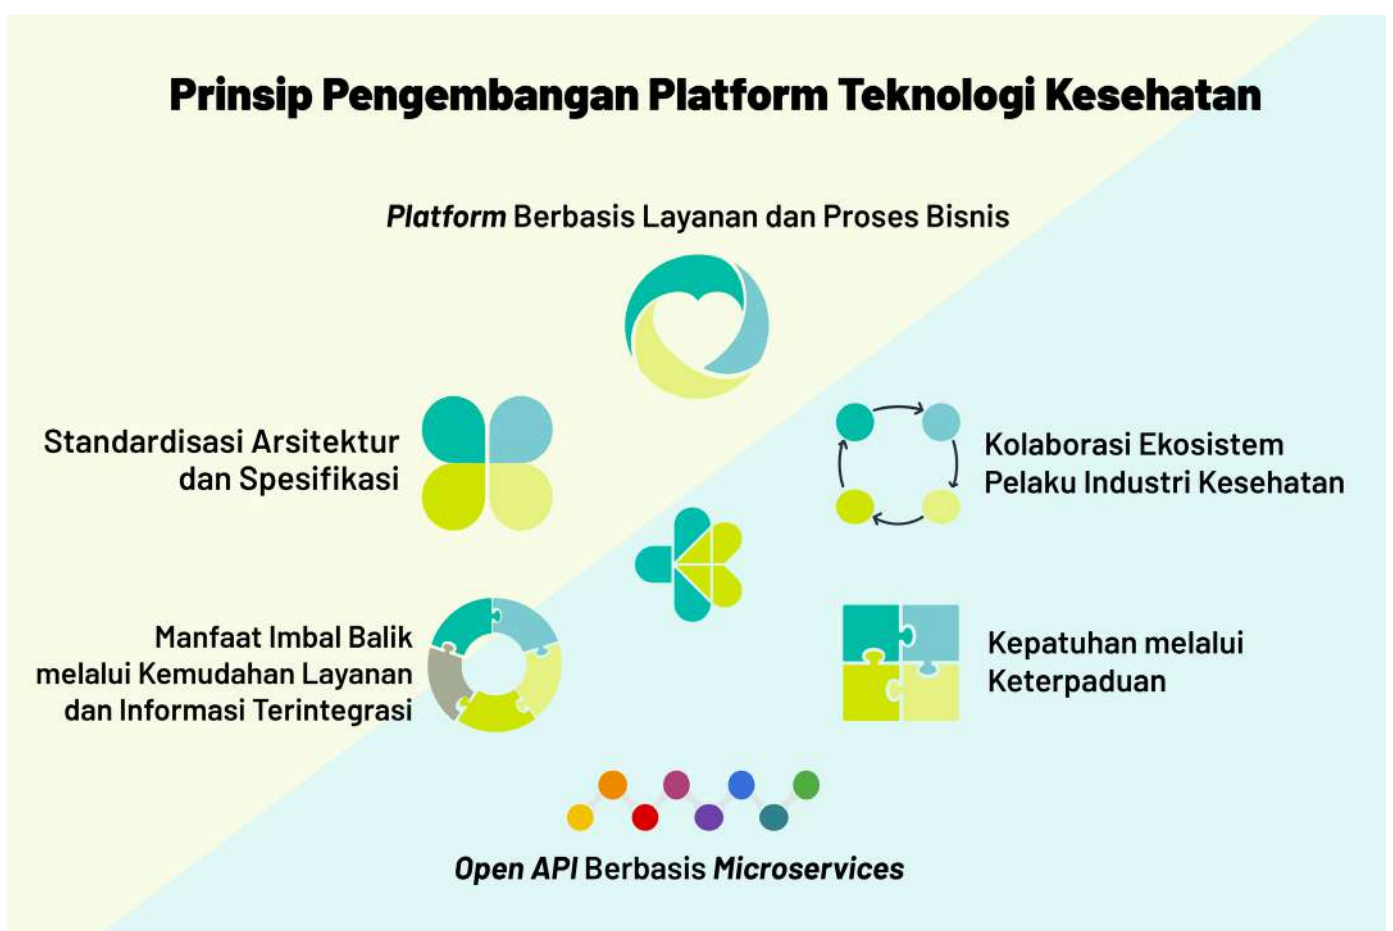 Prinsip Pengembangan Platform Teknologi Kesehatan
Platform Berbasis Layanan dan Proses Bisnis
Standardisasi Arsitektur
dan Spesifikasi
Kolaborasi Ekosistem
Pelaku Industri Kesehatan
Manfaat Imbal Balik
melalui Kemudahan Layanan
dan Informasi Terintegrasi
Kepatuhan melalui
Keterpaduan
Open API Berbasis Microservices